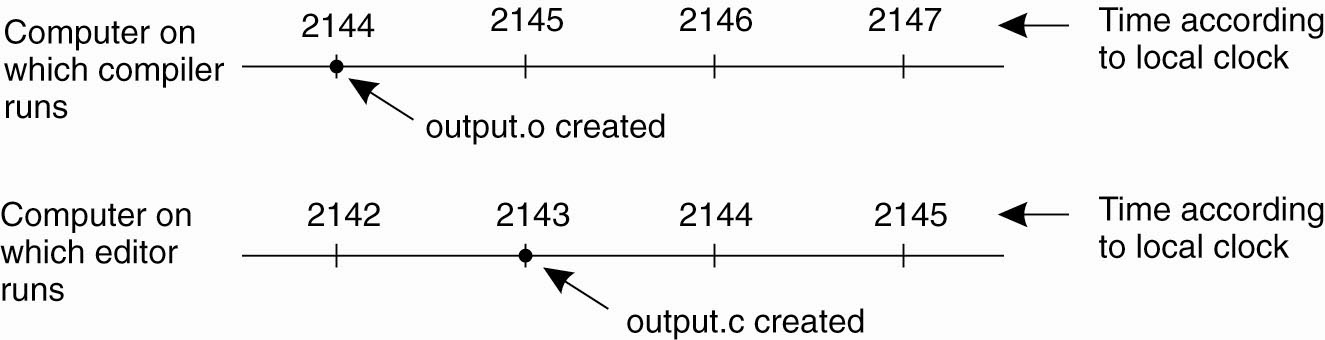 Computer on
which compiler
runs
2144 2145 2146 2147
Time according
to local clock
output.o created
Computer on
which editor
runs
2142 2143 2144 2145
Time according
to local clock
output.c created